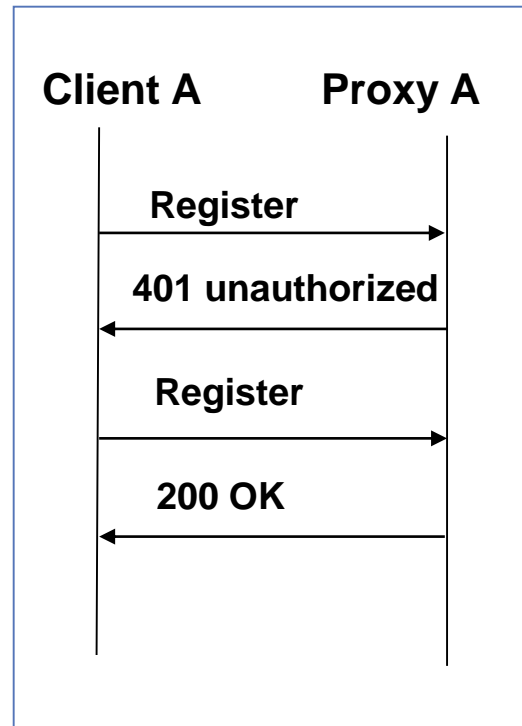 Client A Proxy A
Register
401 unauthorized
Register
200 OK